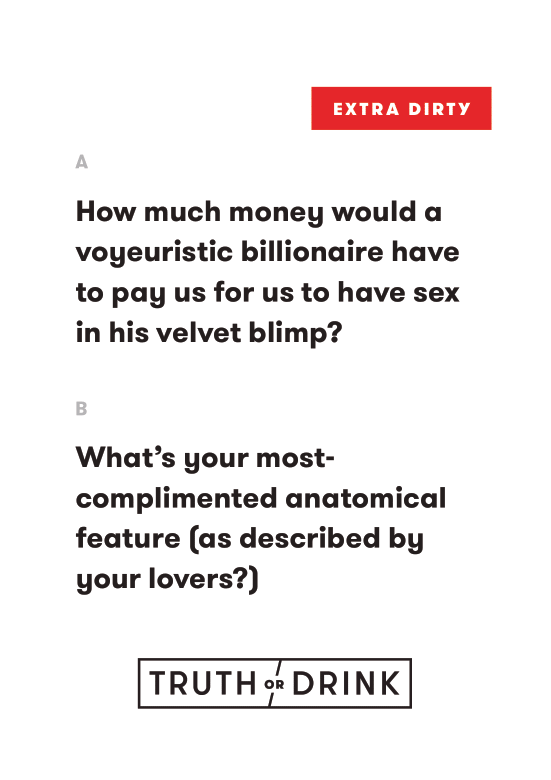 EXTRA DIRTY
A
How much money would a
voyeuristic billionaire have
to pay us for us to have sex
in his velvet blimp?
B
What’s your most-
complimented anatomical
feature (as described by
your lovers?)
TRUTH OR DRINK